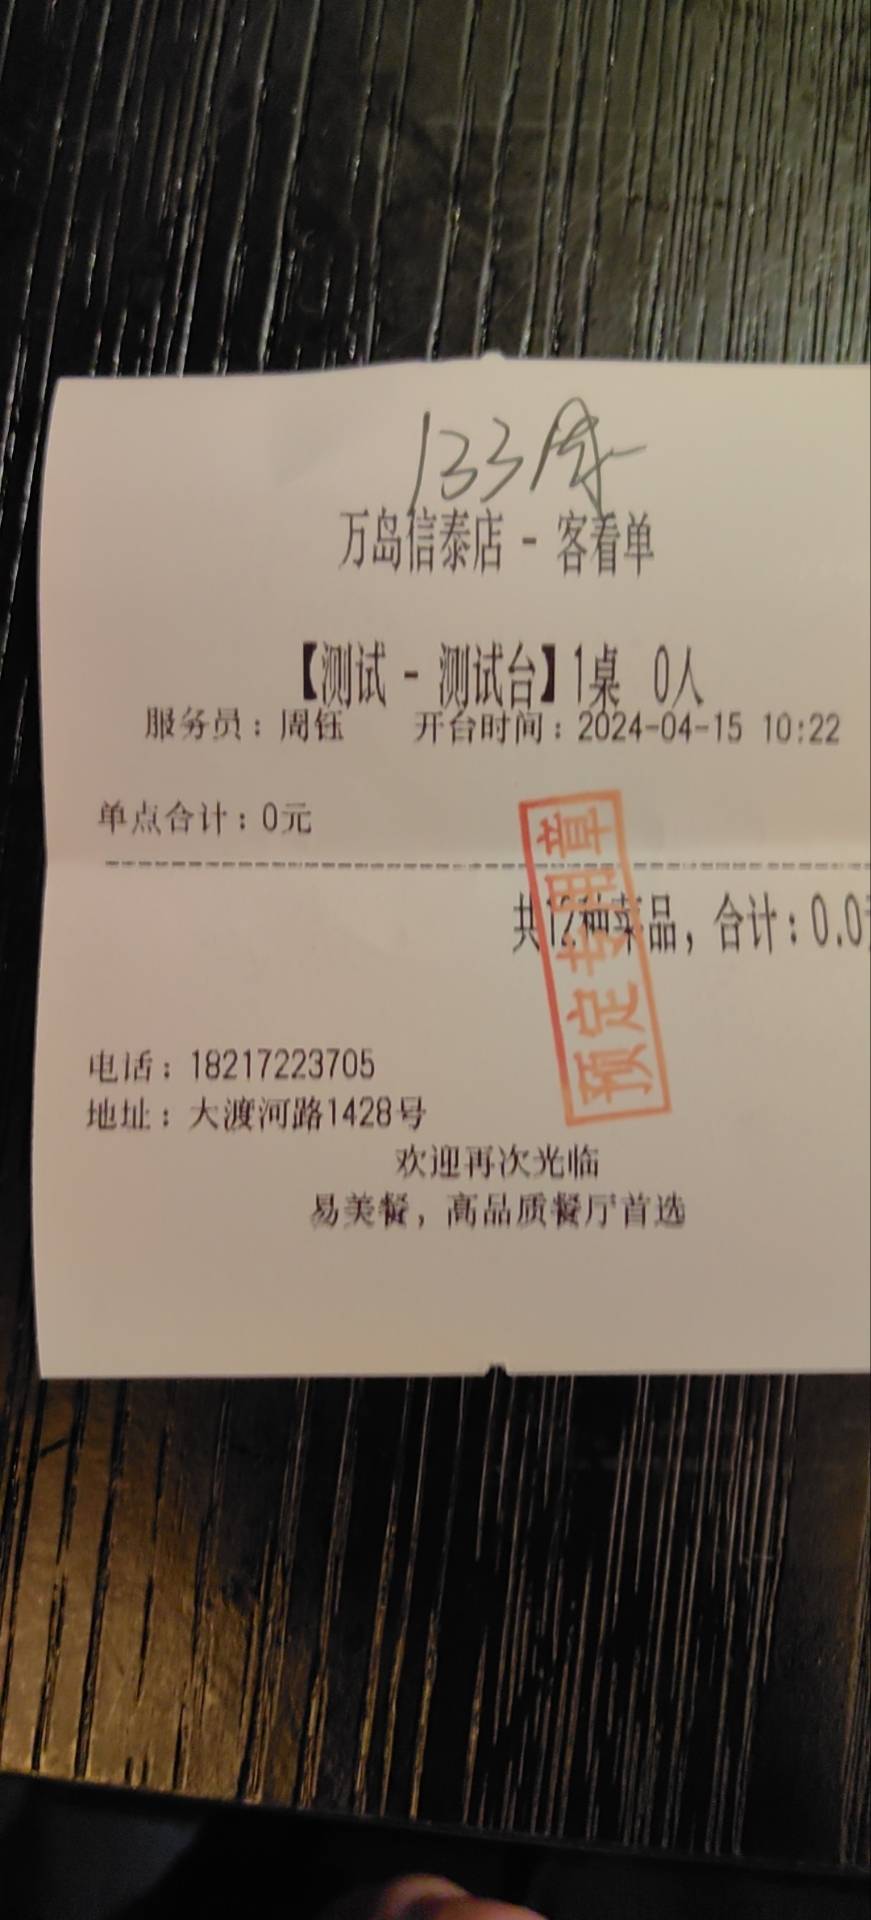 133
万岛信泰店 - 客看单
【测试 - 测试台】1桌 0人
服务员：周钰 开台时间：2024-04-15 10:22
单点合计：0元
共12种菜品，合计：0.0
预定专用章
电话：18217223705
地址：大渡河路1428号
欢迎再次光临
易美餐，高品质餐厅首选